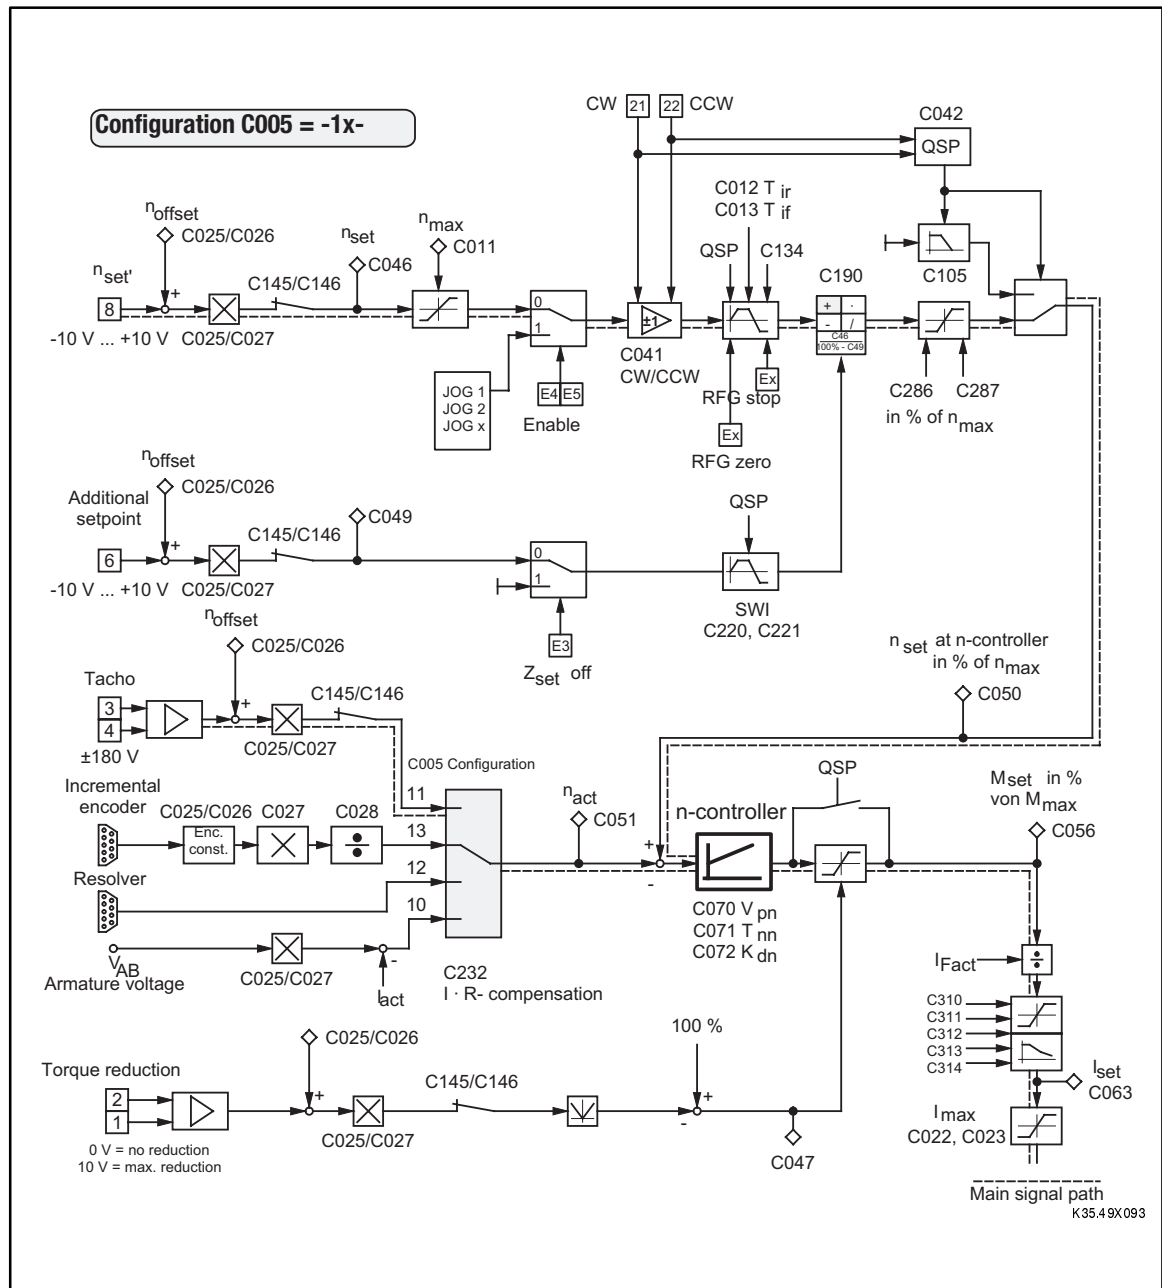 Configuration C005 = -1x-
CW 21 22 CCW
C042
QSP
C012 T ir
C013 T if
QSP
C134
C190
C105
n offset
C025/C026
n set'
8
+
-10 V ... +10 V
C025/C027
C145/C146
n set
C046
n max
C011
0
1
JOG 1
JOG 2
JOG x
E4 E5
Enable
±1
C041
CW/CCW
Ex
RFG stop
Ex
RFG zero
+ ·
- /
C46
100% - C49
C286
C287
in % of n max
n offset
C025/C026
Additional
setpoint
6
+
-10 V ... +10 V
C025/C027
C145/C146
C049
0
1
E3
Z set off
QSP
SWI
C220, C221
n offset
C025/C026
Tacho
3
4
±180 V
+
C025/C027
C145/C146
C005 Configuration
n set at n-controller
in % of n max
C050
Incremental
encoder
C025/C026
Enc.
const.
C027
C028
÷
11
13
12
10
n act
C051
+
-
n-controller
C070 V pn
C071 T nn
C072 K dn
QSP
M set in %
von M max
C056
Resolver
V AB
Armature voltage
C025/C027
-
I act
C232
I · R- compensation
I Fact
÷
C310
C311
C312
C313
C314
I set
C063
I max
C022, C023
Torque reduction
2
1
0 V = no reduction
10 V = max. reduction
C025/C026
+
C025/C027
C145/C146
100 %
+
-
C047
Main signal path
K35.49X093